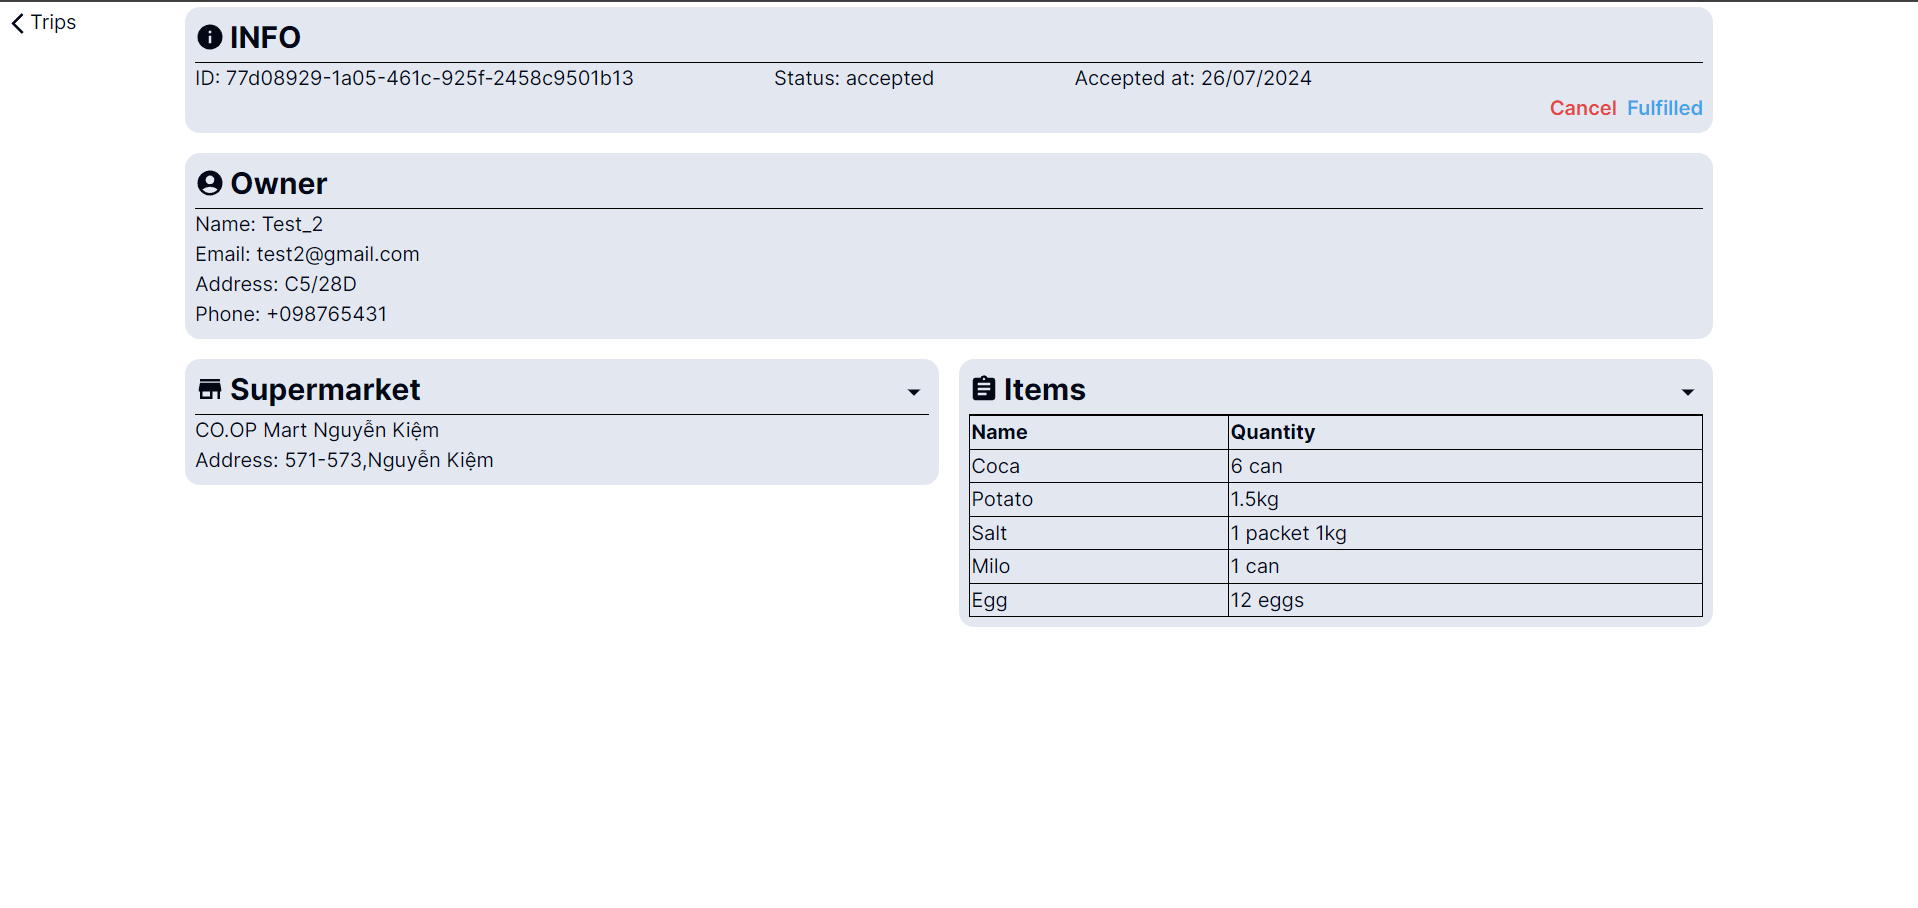 Trips
INFO
ID: 77d08929-1a05-461c-925f-2458c9501b13 Status: accepted Accepted at: 26/07/2024
Cancel Fulfilled
Owner
Name: Test_2
Email: test2@gmail.com
Address: C5/28D
Phone: +098765431
Supermarket
CO.OP Mart Nguyễn Kiệm
Address: 571-573,Nguyễn Kiệm
Items
Name Quantity
Coca 6 can
Potato 1.5kg
Salt 1 packet 1kg
Milo 1 can
Egg 12 eggs